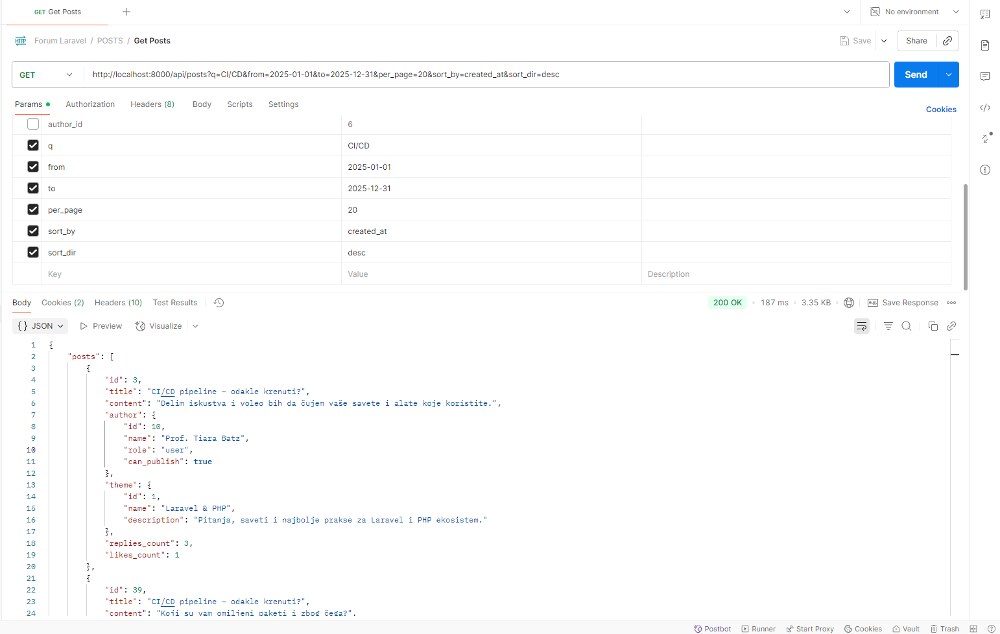 GET Get Posts
No environment
Forum Laravel / POSTS / Get Posts
Save
Share
GET
http://localhost:8000/api/posts?q=CI/CD&from=2025-01-01&to=2025-12-31&per_page=20&sort_by=created_at&sort_dir=desc
Send
Params Authorization Headers (8) Body Scripts Settings
Cookies
author_id 6
q CI/CD
from 2025-01-01
to 2025-12-31
per_page 20
sort_by created_at
sort_dir desc
Key Value Description
Body Cookies (2) Headers (10) Test Results
200 OK • 187 ms • 3.35 KB • Save Response
{} JSON Preview Visualize
1 {
2 "posts": [
3 {
4 "id": 3,
5 "title": "CI/CD pipeline – odakle krenuti?",
6 "content": "Delim iskustva i voleo bih da čujem vaše savete i alate koje koristite.",
7 "author": {
8 "id": 10,
9 "name": "Prof. Tiara Batz",
10 "role": "user",
11 "can_publish": true
12 },
13 "theme": {
14 "id": 1,
15 "name": "Laravel & PHP",
16 "description": "Pitanja, saveti i najbolje prakse za Laravel i PHP ekosistem."
17 },
18 "replies_count": 3,
19 "likes_count": 1
20 },
21 {
22 "id": 39,
23 "title": "CI/CD pipeline – odakle krenuti?",
24 "content": "Koji su vam omiljeni paketi i zbog čega?",
Postbot Runner Start Proxy Cookies Vault Trash